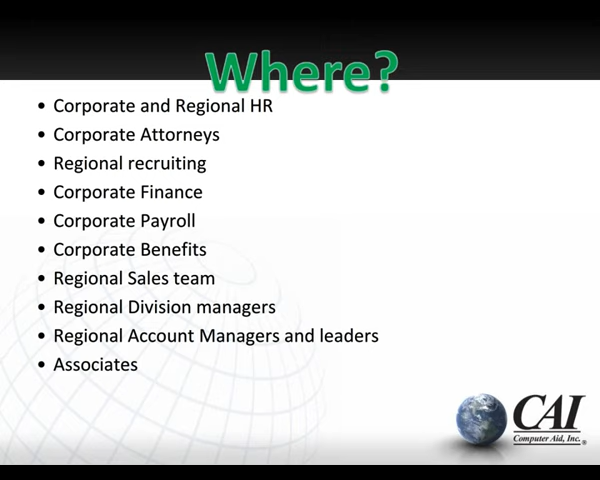 Where?
• Corporate and Regional HR
• Corporate Attorneys
• Regional recruiting
• Corporate Finance
• Corporate Payroll
• Corporate Benefits
• Regional Sales team
• Regional Division managers
• Regional Account Managers and leaders
• Associates
CAI
Computer Aid, Inc.®